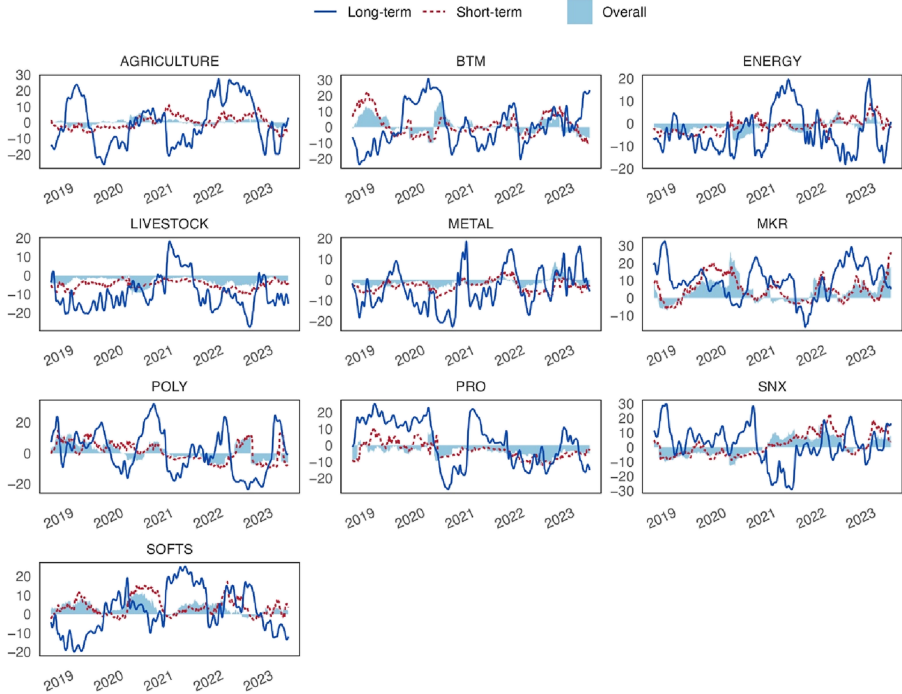 Long-term Short-term Overall
AGRICULTURE BTM ENERGY
30 30 20
20 20 10
10 10 0
0 0 −10
−10 −10 −20
−20 −20
2019 2020 2021 2022 2023 2019 2020 2021 2022 2023 2019 2020 2021 2022 2023
LIVESTOCK METAL MKR
20 20 30
10 10 20
0 0 10
−10 −10 0
−20 −20 −10
2019 2020 2021 2022 2023 2019 2020 2021 2022 2023 2019 2020 2021 2022 2023
POLY PRO SNX
20 20 30
0 10 20
−20 0 10
−10 0
−20 −10
−20
−30
2019 2020 2021 2022 2023 2019 2020 2021 2022 2023 2019 2020 2021 2022 2023
SOFTS
20
10
0
−10
−20
2019 2020 2021 2022 2023